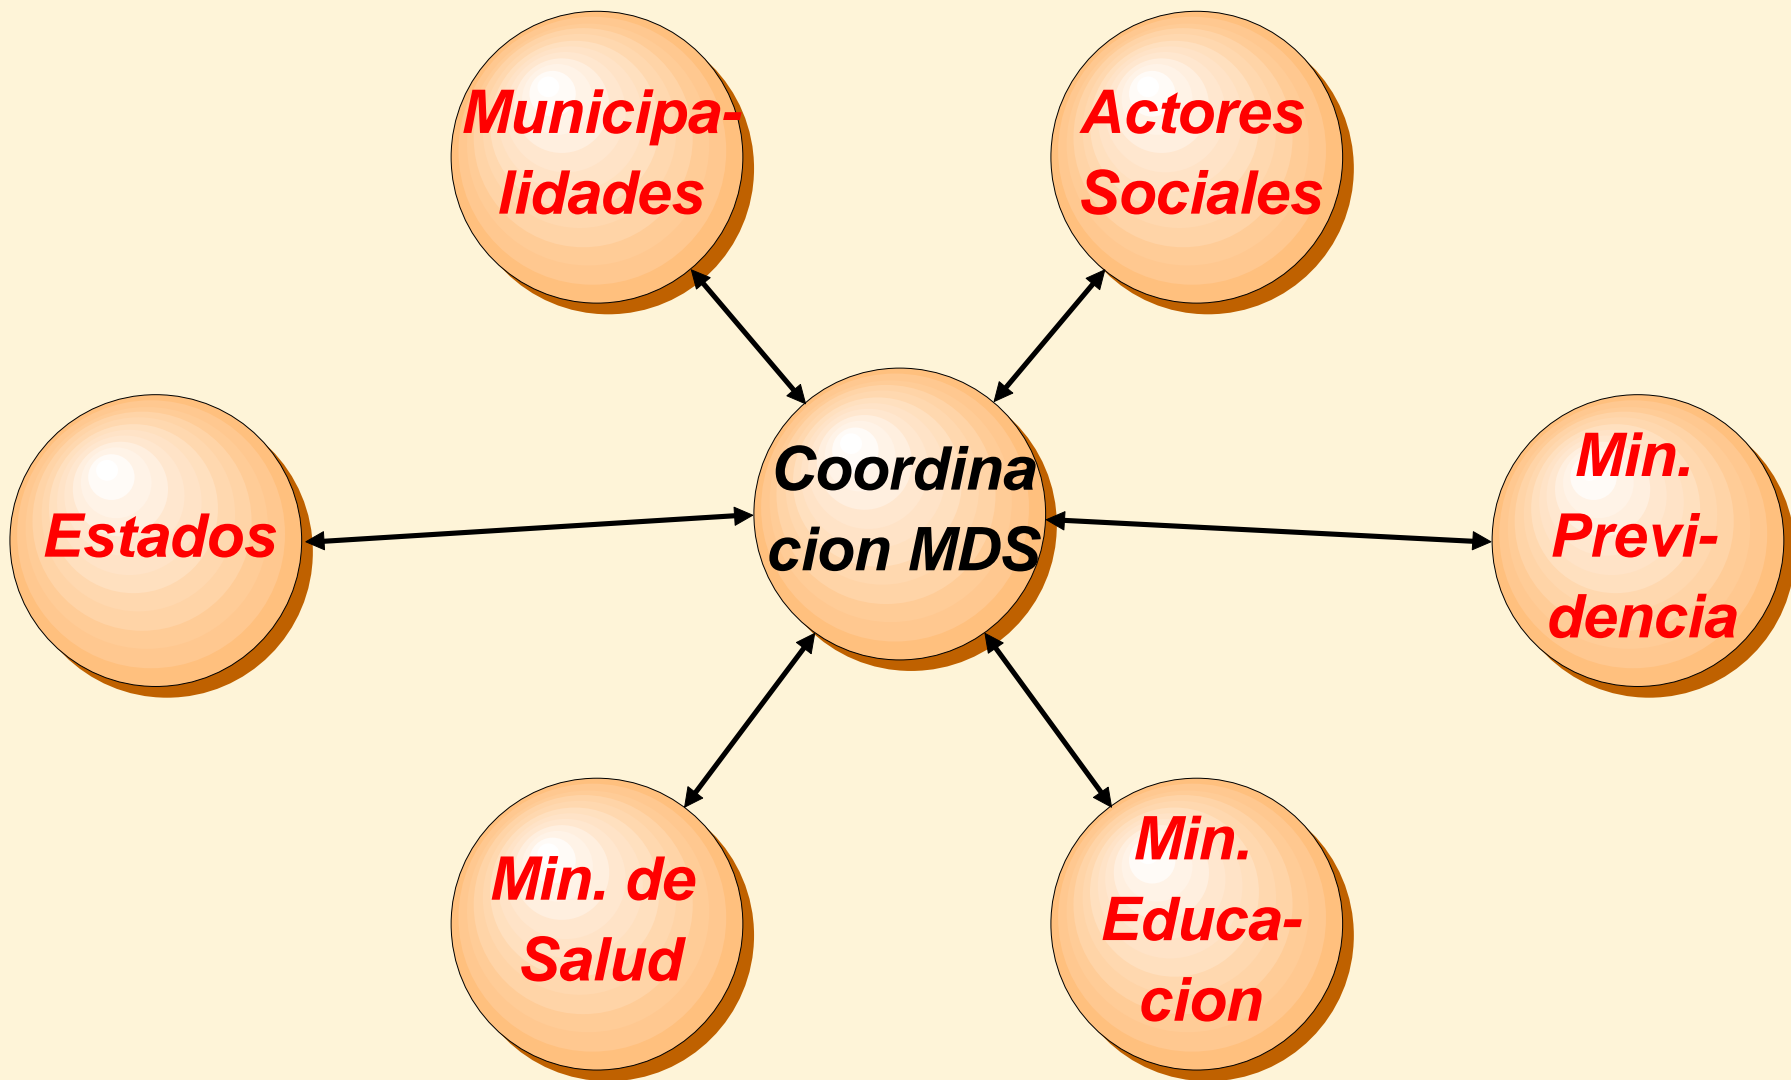 Municipa-
lidades
Actores
Sociales
Estados
Coordina
cion MDS
Min.
Previ-
dencia
Min. de
Salud
Min.
Educa-
cion